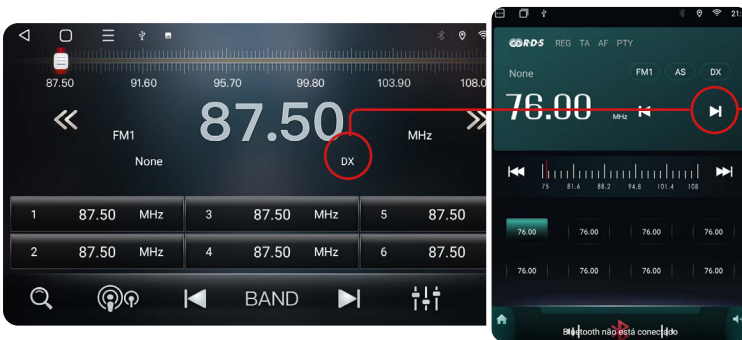 87.50 91.60 95.70 99.80 103.90 108.0
87.50
FM1
MHz
None
DX
1 87.50 MHz
3 87.50 MHz
5 87.50
2 87.50 MHz
4 87.50 MHz
6 87.50
BAND
21:
R·D·S REG TA AF PTY
None
FM1 AS DX
76.00 MHz
75 81.6 88.2 94.8 101.4 108
76.00 76.00 76.00 76.00
76.00 76.00 76.00 76.00
Bluetooth não está conectado